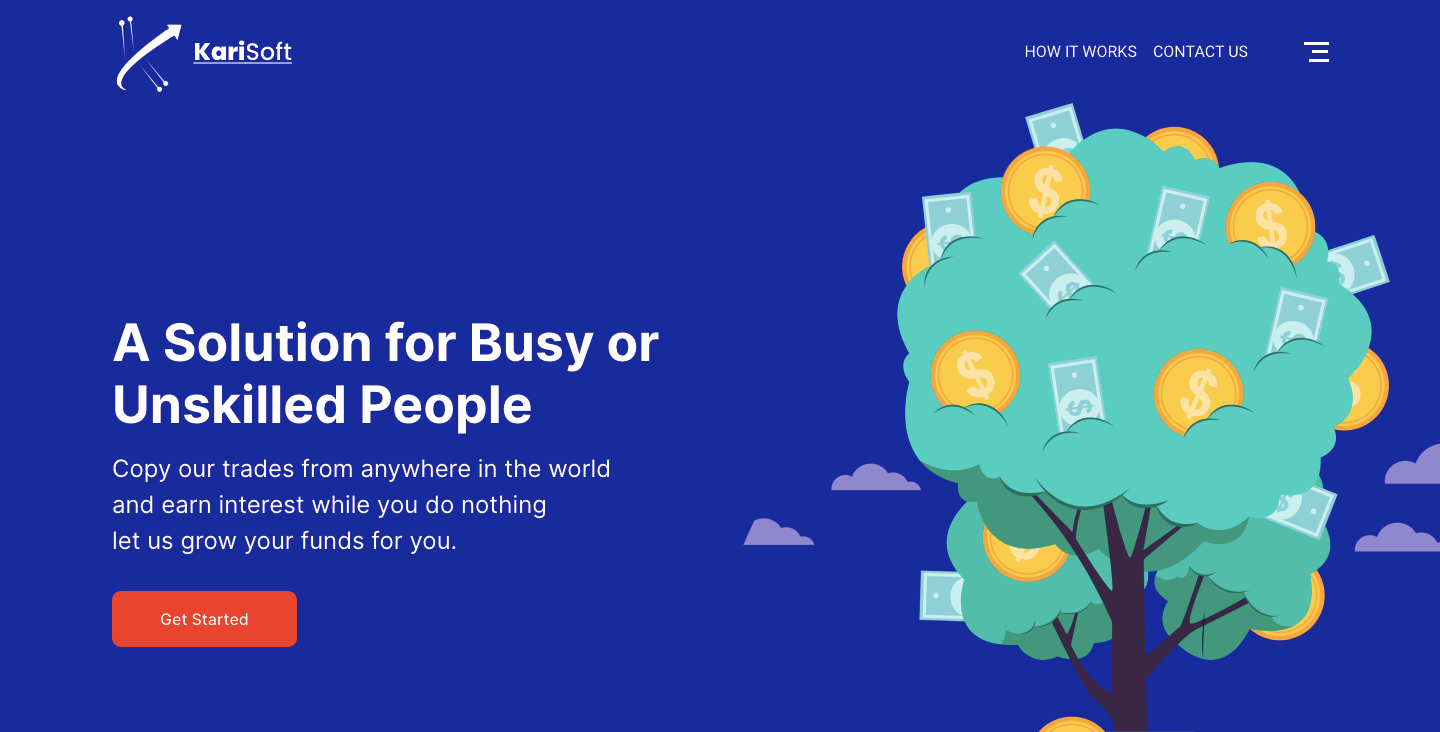 KariSoft
HOW IT WORKS CONTACT US
A Solution for Busy or
Unskilled People
Copy our trades from anywhere in the world
and earn interest while you do nothing
let us grow your funds for you.
Get Started